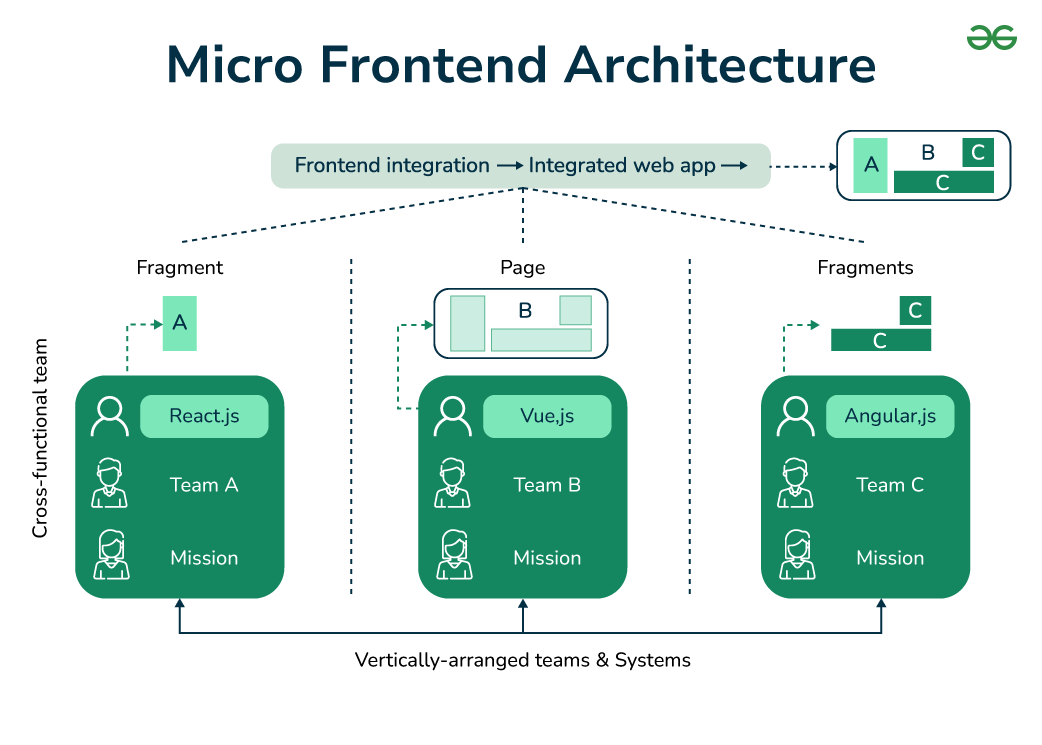 Micro Frontend Architecture
Frontend integration → Integrated web app →
A
B
C
C
Fragment
Page
Fragments
A
B
C
C
Cross-functional team
React.js
Team A
Mission
Vue,js
Team B
Mission
Angular,js
Team C
Mission
Vertically-arranged teams & Systems